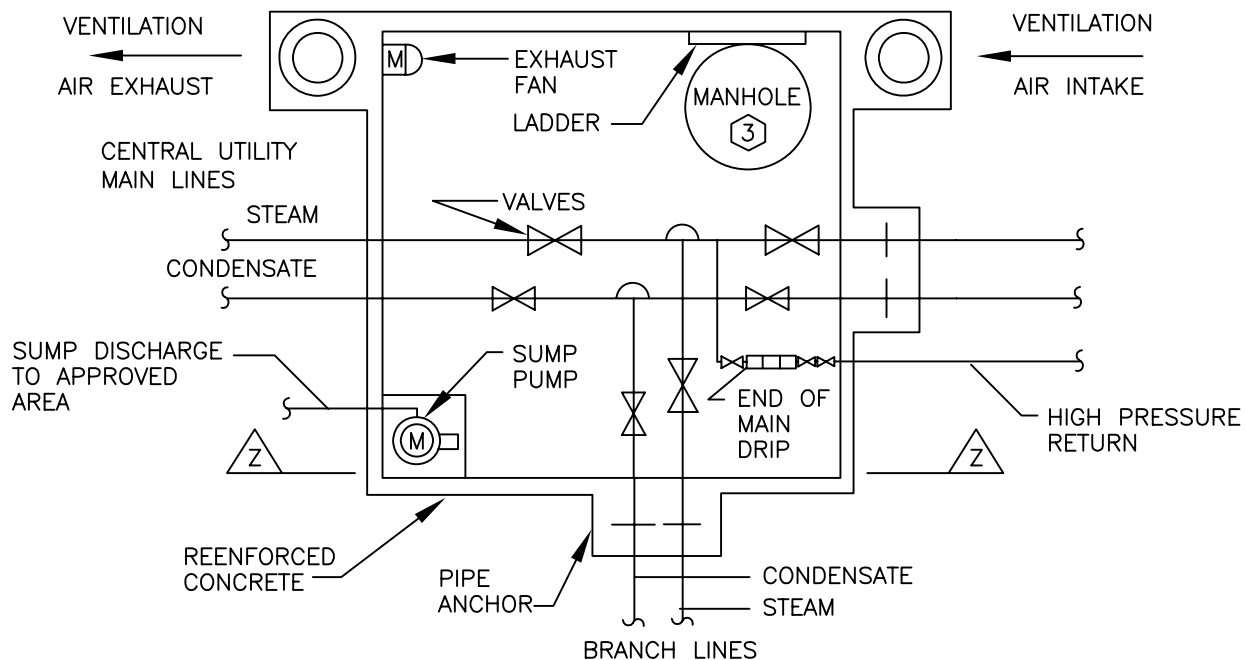 VENTILATION
AIR EXHAUST
VENTILATION
AIR INTAKE
M
EXHAUST
FAN
LADDER
MANHOLE
3
CENTRAL UTILITY
MAIN LINES
VALVES
STEAM
CONDENSATE
SUMP DISCHARGE
TO APPROVED
AREA
SUMP
PUMP
M
END OF
MAIN
DRIP
HIGH PRESSURE
RETURN
Z
Z
REENFORCED
CONCRETE
PIPE
ANCHOR
CONDENSATE
STEAM
BRANCH LINES